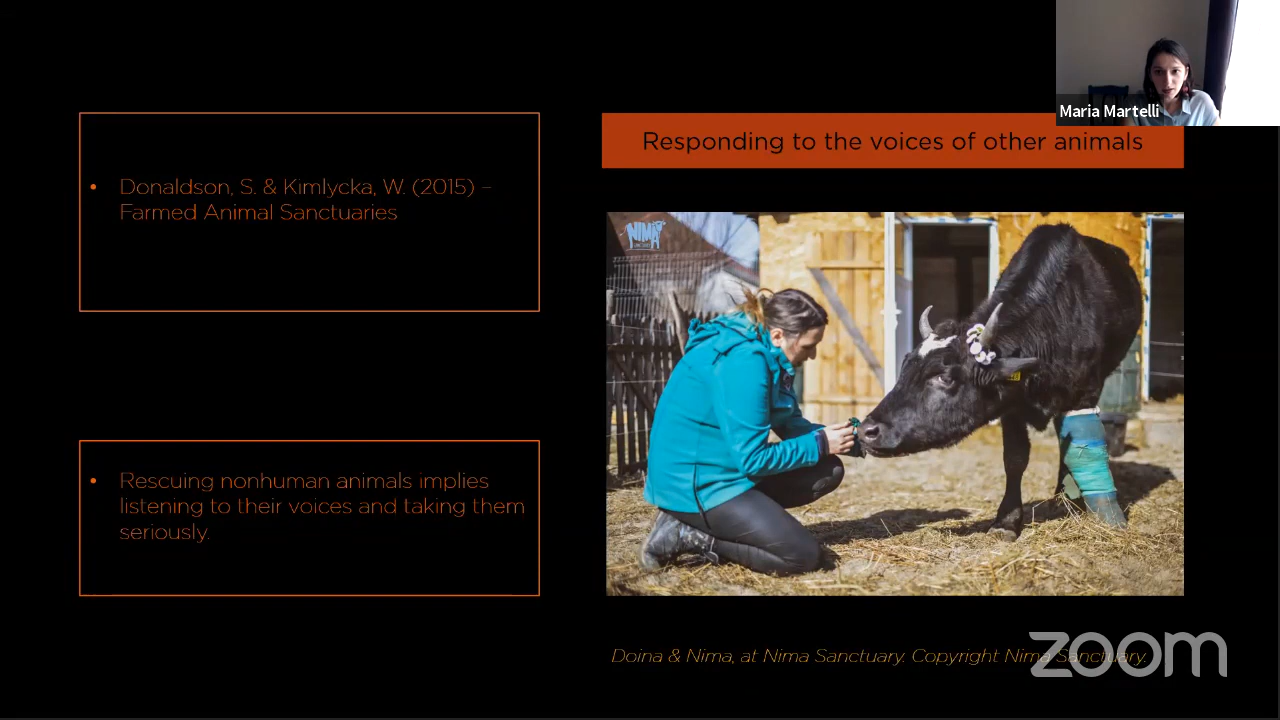 Maria Martelli
Responding to the voices of other animals
• Donaldson, S. & Kimlycka, W. (2015) –
Farmed Animal Sanctuaries
NIMA
• Rescuing nonhuman animals implies
listening to their voices and taking them
seriously.
Doina & Nima, at Nima Sanctuary. Copyright Nima Sanctuary.
zoom